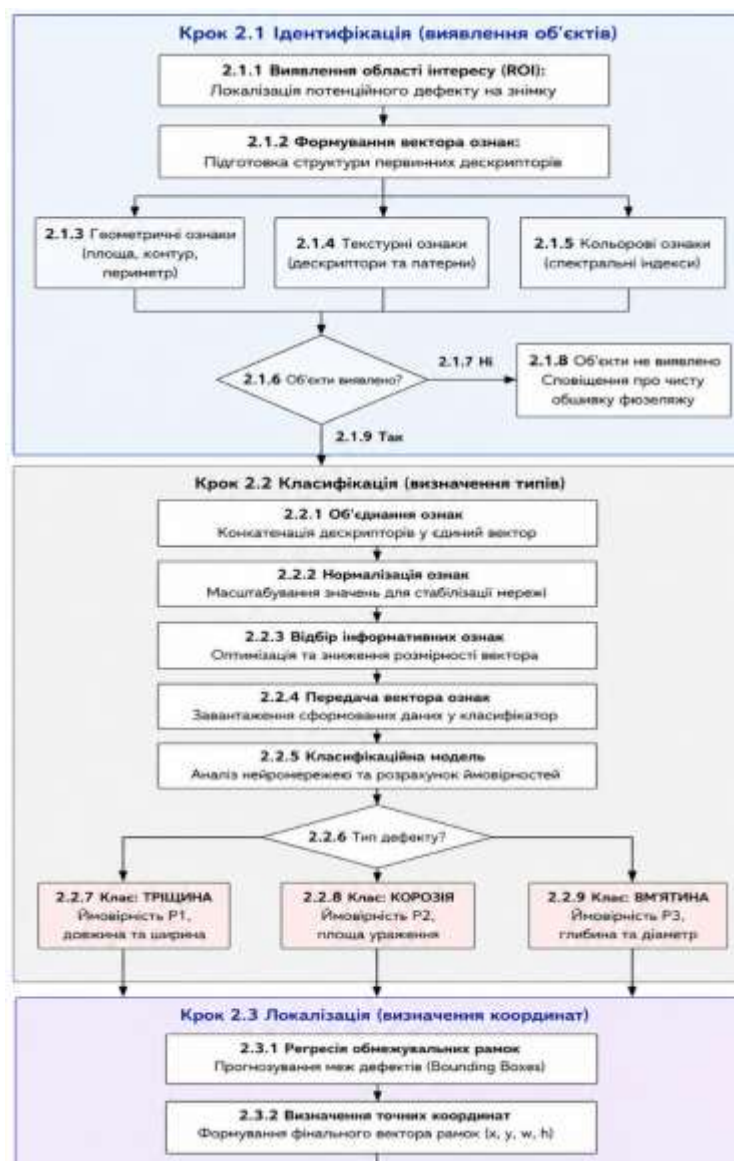 Крок 2.1 Ідентифікація (виявлення об'єктів)
2.1.1 Виявлення області інтересу (ROI):
Локалізація потенційного дефекту на знімку
2.1.2 Формування вектора ознак:
Підготовка структури первинних дескрипторів
2.1.3 Геометричні ознаки
(площа, контур,
периметр)
2.1.4 Текстурні ознаки
(дескриптори та патерни)
2.1.5 Кольорові ознаки
(спектральні індекси)
2.1.6 Об'єкти виявлено?
2.1.7 Ні
2.1.8 Об'єкти не виявлено
Сповіщення про чисту
обшивку фюзеляжу
2.1.9 Так
Крок 2.2 Класифікація (визначення типів)
2.2.1 Об'єднання ознак
Конкатенація дескрипторів у єдиний вектор
2.2.2 Нормалізація ознак
Масштабування значень для стабілізації мережі
2.2.3 Відбір інформативних ознак
Оптимізація та зниження розмірності вектора
2.2.4 Передача вектора ознак
Завантаження сформованих даних у класифікатор
2.2.5 Класифікаційна модель
Аналіз нейромережею та розрахунок ймовірностей
2.2.6 Тип дефекту?
2.2.7 Клас: ТРІЩИНА
Ймовірність P1,
довжина та ширина
2.2.8 Клас: КОРОЗІЯ
Ймовірність P2,
площа ураження
2.2.9 Клас: ВМ'ЯТИНА
Ймовірність P3,
глибина та діаметр
Крок 2.3 Локалізація (визначення координат)
2.3.1 Регресія обмежувальних рамок
Прогнозування меж дефектів (Bounding Boxes)
2.3.2 Визначення точних координат
Формування фінального вектора рамок (x, y, w, h)